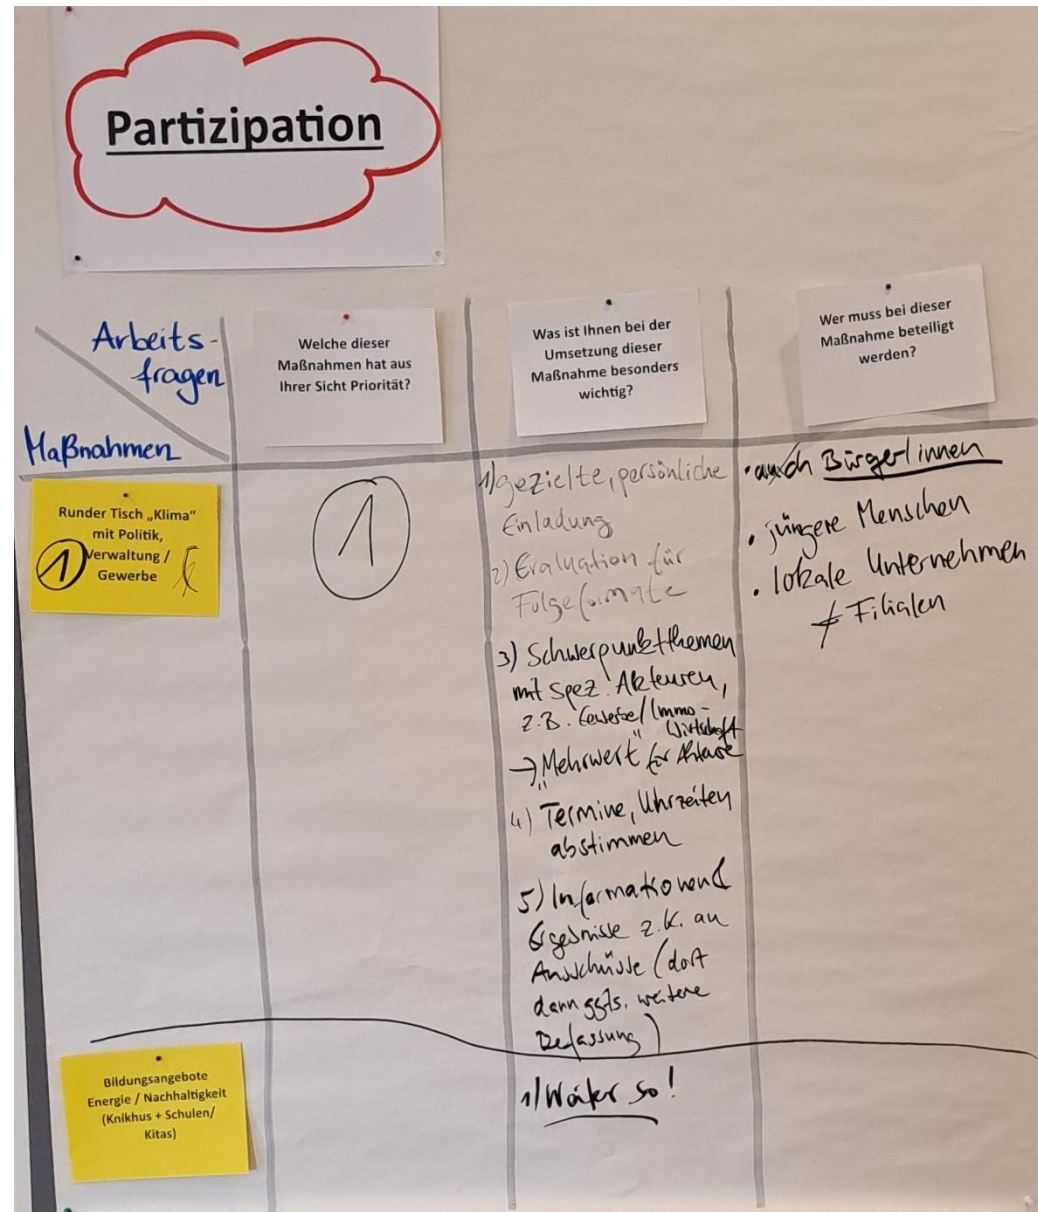 Partizipation
Arbeits-
fragen
Maßnahmen
Welche dieser
Maßnahmen hat aus
Ihrer Sicht Priorität?
Was ist Ihnen bei der
Umsetzung dieser
Maßnahme besonders
wichtig?
Wer muss bei dieser
Maßnahme beteiligt
werden?
Runder Tisch „Klima"
mit Politik,
Verwaltung /
Gewerbe
1
1
1) gezielte, persönliche
Einladung
2) Evaluation für
Folgeformate
3) Schwerpunktthemen
mit spez. Akteuren,
z.B. Gewerbe/Immo-
Wirtschaft
→ „Mehrwert" für
4) Termine, Uhrzeiten
abstimmen
5) Informationen &
Ergebnisse z.K. an
Ausschüsse (dort
dann ggfs. weitere
Befassung)
• auch Bürger/innen
• jüngere Menschen
• lokale Unternehmen
≠ Filialen
Bildungsangebote
Energie / Nachhaltigkeit
(Knikhus + Schulen/
Kitas)
1) Weiter so!